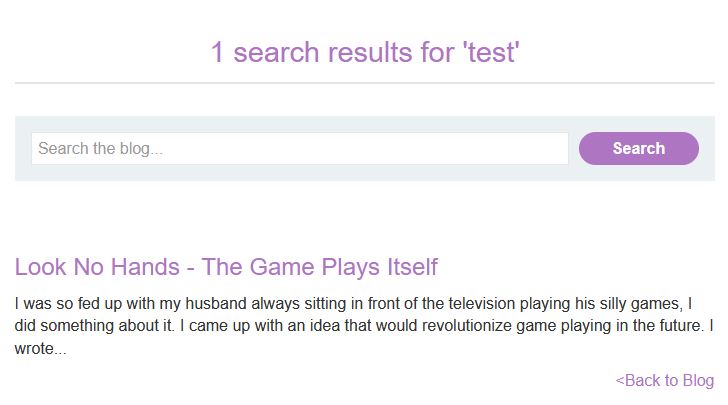 1 search results for 'test'
Search the blog...
Search
Look No Hands - The Game Plays Itself
I was so fed up with my husband always sitting in front of the television playing his silly games, I
did something about it. I came up with an idea that would revolutionize game playing in the future. I
wrote...
<Back to Blog